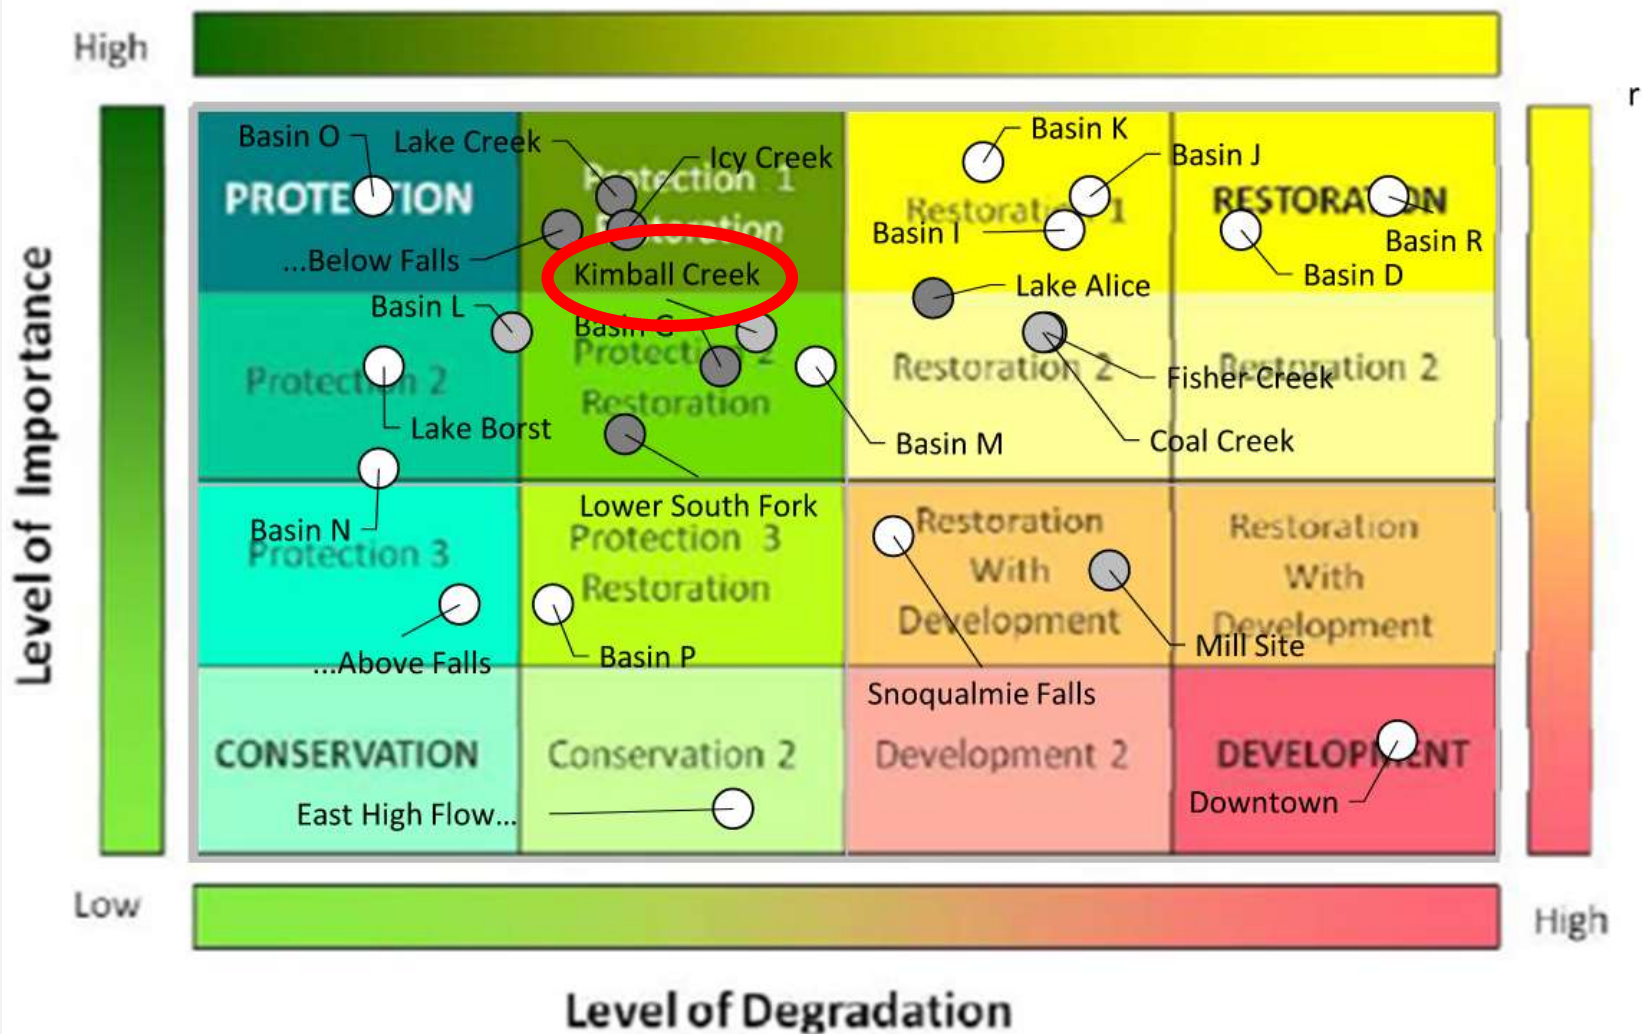 High
r
Basin O
Lake Creek
Icy Creek
Basin K
Basin J
PROTECTION
Protection 1
Restoration
Restoration 1
RESTORATION
Basin I
Basin R
...Below Falls
Kimball Creek
Basin D
Basin L
Lake Alice
Basin G
Protection 2
Protection 2
Restoration
Restoration 2
Fisher Creek
Restoration 2
Lake Borst
Basin M
Coal Creek
Lower South Fork
Basin N
Protection 3
Protection 3
Restoration
Restoration
With
Development
Restoration
With
Development
Mill Site
...Above Falls
Basin P
Snoqualmie Falls
CONSERVATION
Conservation 2
Development 2
DEVELOPMENT
Downtown
East High Flow...
Low
High
Level of Importance
Level of Degradation